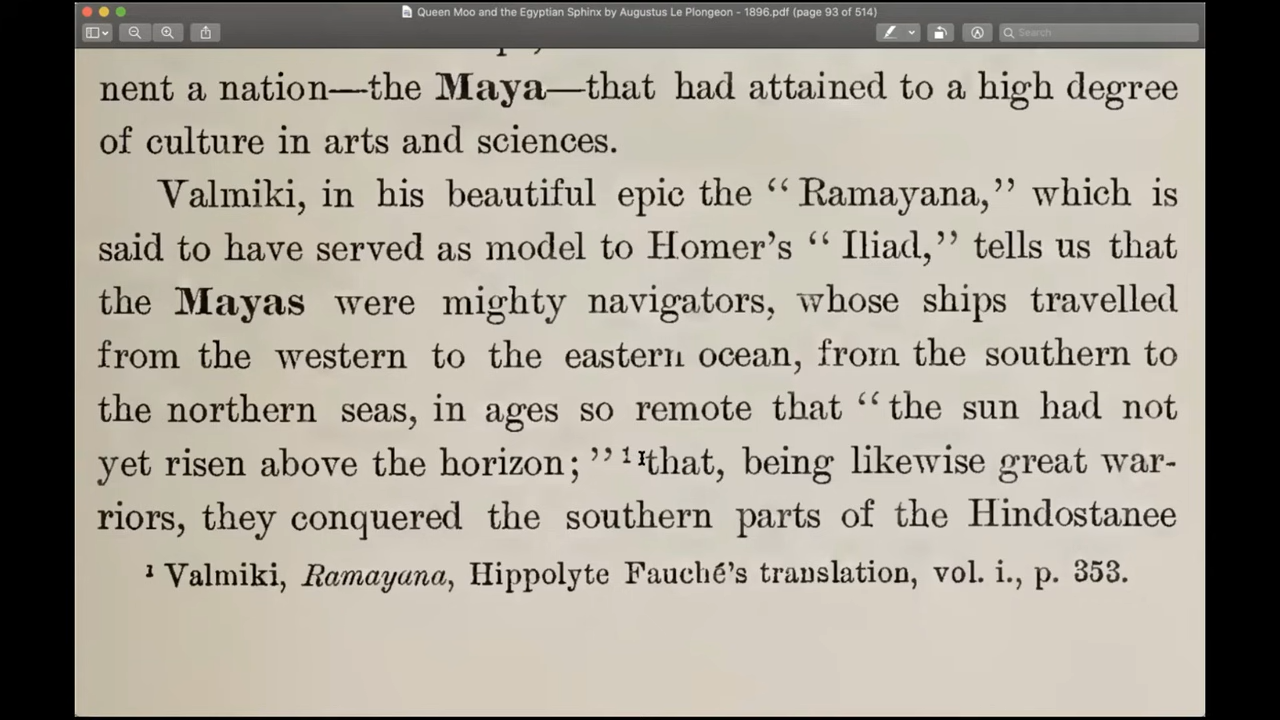 Queen Moo and the Egyptian Sphinx by Augustus Le Plongeon - 1896.pdf (page 93 of 514)
Search
nent a nation—the Maya—that had attained to a high degree
of culture in arts and sciences.
Valmiki, in his beautiful epic the “ Ramayana,” which is
said to have served as model to Homer’s “ Iliad,” tells us that
the Mayas were mighty navigators, whose ships travelled
from the western to the eastern ocean, from the southern to
the northern seas, in ages so remote that “ the sun had not
yet risen above the horizon; ” ¹ that, being likewise great war-
riors, they conquered the southern parts of the Hindostanee
¹ Valmiki, Ramayana, Hippolyte Fauché’s translation, vol. i., p. 353.